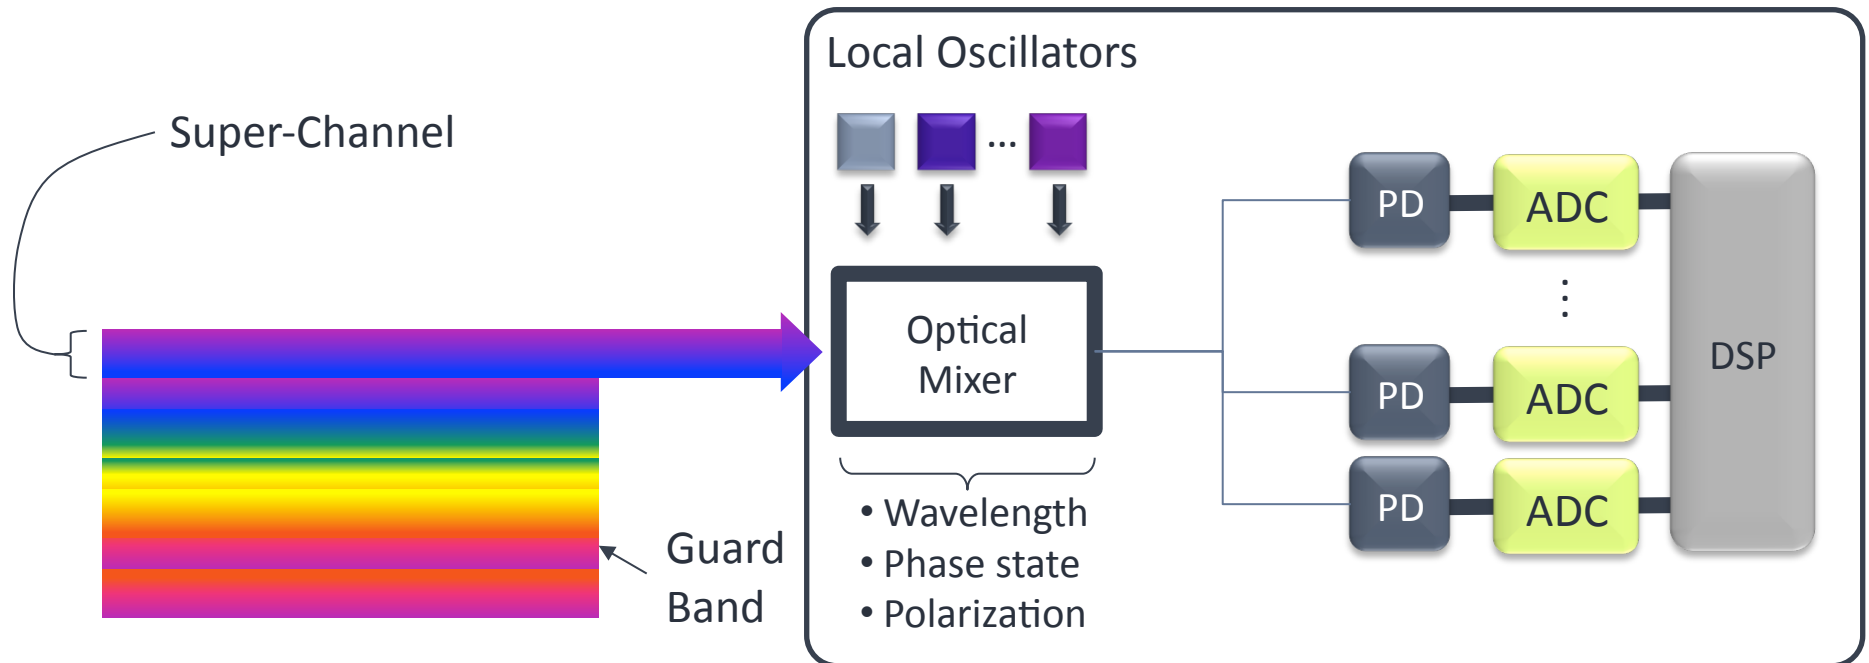 Local Oscillators
Super-Channel
...
PD
ADC
...
Optical
Mixer
DSP
PD
ADC
PD
ADC
• Wavelength
• Phase state
• Polarization
Guard
Band